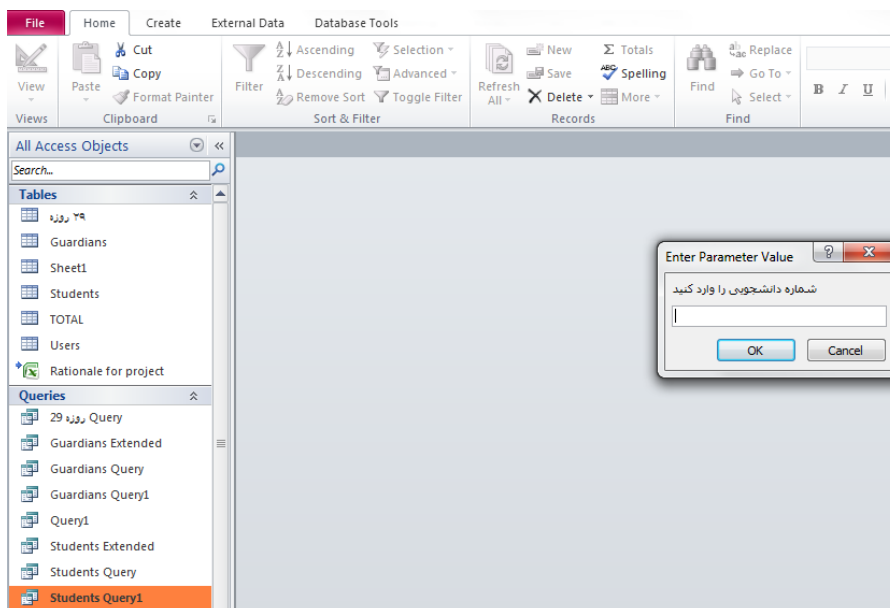 File Home Create External Data Database Tools
View
Paste
Cut
Copy
Format Painter
Filter
Ascending
Descending
Remove Sort
Selection
Advanced
Toggle Filter
Refresh All
New
Save
Delete
Totals
Spelling
More
Find
Replace
Go To
Select
B I U
Views Clipboard Sort & Filter Records Find
All Access Objects
Search...
Tables
۲۹ روزه
Guardians
Sheet1
Students
TOTAL
Users
Rationale for project
Queries
29 روزه Query
Guardians Extended
Guardians Query
Guardians Query1
Query1
Students Extended
Students Query
Students Query1
Enter Parameter Value
شماره دانشجویی را وارد کنید
OK Cancel